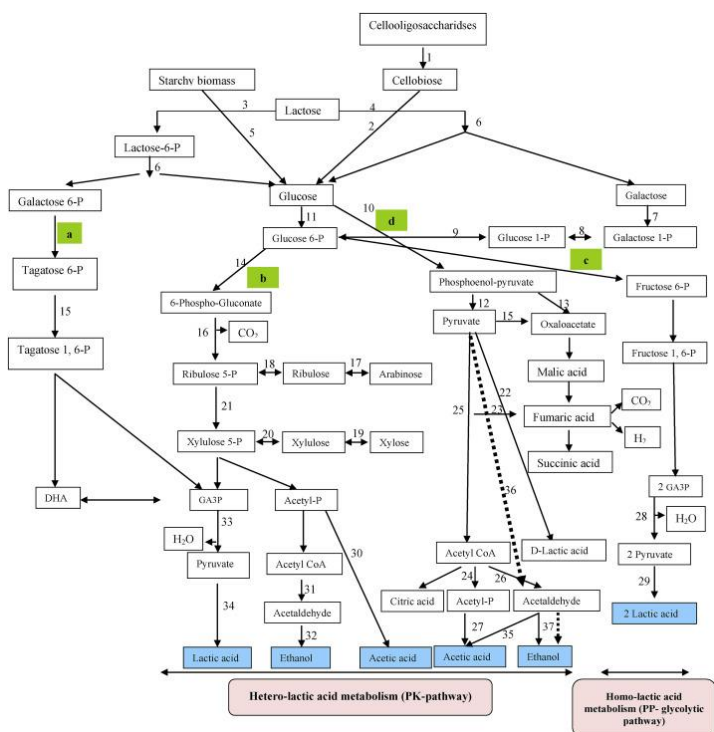 Cellooligosaccharidses
1
Starchv biomass
Cellobiose
3
Lactose
4
5
2
6
Lactose-6-P
6
Galactose 6-P
Glucose
10
Galactose
a
11
d
7
9
8
Glucose 6-P
Glucose 1-P
Galactose 1-P
14
b
c
Tagatose 6-P
Phosphoenol-pyruvate
Fructose 6-P
6-Phospho-Gluconate
12
13
15
16
CO₂
Pyruvate
15
Oxaloacetate
Tagatose 1, 6-P
Fructose 1, 6-P
18
17
Ribulose 5-P
Ribulose
Arabinose
Malic acid
22
21
25
23
CO₂
Fumaric acid
20
19
Xylulose 5-P
Xylulose
Xylose
H₂
Succinic acid
36
2 GA3P
DHA
GA3P
Acetyl-P
28
33
H₂O
H₂O
30
Pyruvate
Acetyl CoA
Acetyl CoA
D-Lactic acid
2 Pyruvate
24
26
31
29
34
Acetaldehyde
Citric acid
Acetyl-P
Acetaldehyde
2 Lactic acid
32
27
35
37
Lactic acid
Ethanol
Acetic acid
Acetic acid
Ethanol
Hetero-lactic acid metabolism (PK-pathway)
Homo-lactic acid
metabolism (PP- glycolytic
pathway)